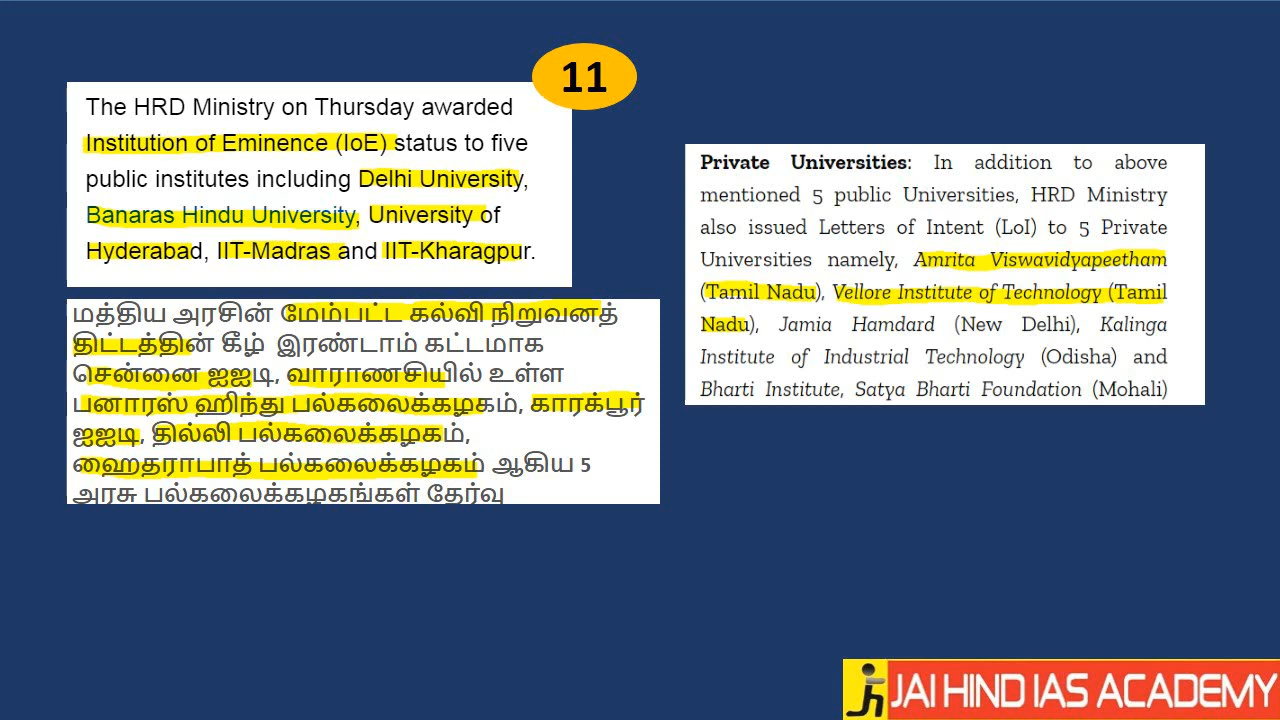 11
The HRD Ministry on Thursday awarded
Institution of Eminence (IoE) status to five
public institutes including Delhi University,
Banaras Hindu University, University of
Hyderabad, IIT-Madras and IIT-Kharagpur.
மத்திய அரசின் மேம்பட்ட கல்வி நிறுவனத்
திட்டத்தின் கீழ் இரண்டாம் கட்டமாக
சென்னை ஐஐடி, வாராணசியில் உள்ள
பனாரஸ் ஹிந்து பல்கலைக்கழகம், காரக்பூர்
ஐஐடி, தில்லி பல்கலைக்கழகம்,
ஹைதராபாத் பல்கலைக்கழகம் ஆகிய 5
அரசு பல்கலைக்கழகங்கள் தேர்வு
Private Universities: In addition to above
mentioned 5 public Universities, HRD Ministry
also issued Letters of Intent (LoI) to 5 Private
Universities namely, Amrita Viswavidyapeetham
(Tamil Nadu), Vellore Institute of Technology (Tamil
Nadu), Jamia Hamdard (New Delhi), Kalinga
Institute of Industrial Technology (Odisha) and
Bharti Institute, Satya Bharti Foundation (Mohali)
JAI HIND IAS ACADEMY